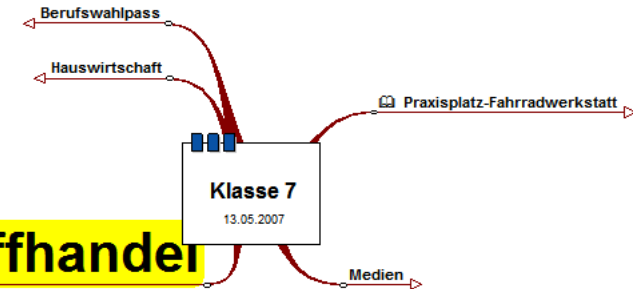 Berufswahlpass
Hauswirtschaft
Praxisplatz-Fahrradwerkstatt
Klasse 7
13.05.2007
ffhandel
Medien